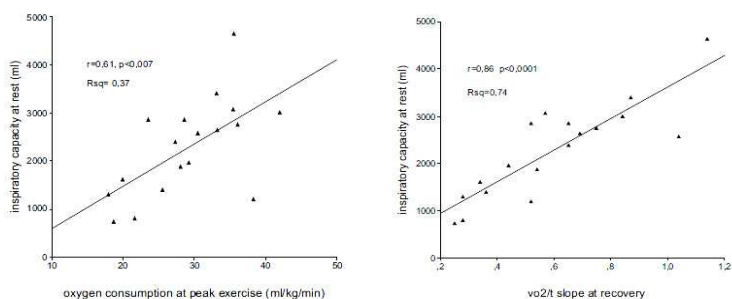 inspiratory capacity at rest (ml)
5000
4000
3000
2000
1000
0
r=0,61, p<0,007
Rsq= 0,37
10
20
30
40
50
oxygen consumption at peak exercise (ml/kg/min)
inspiratory capacity at rest (ml)
5000
4000
3000
2000
1000
0
r=0,86 p<0,0001
Rsq=0,74
,2
,4
,6
,8
1,0
1,2
vo2/t slope at recovery